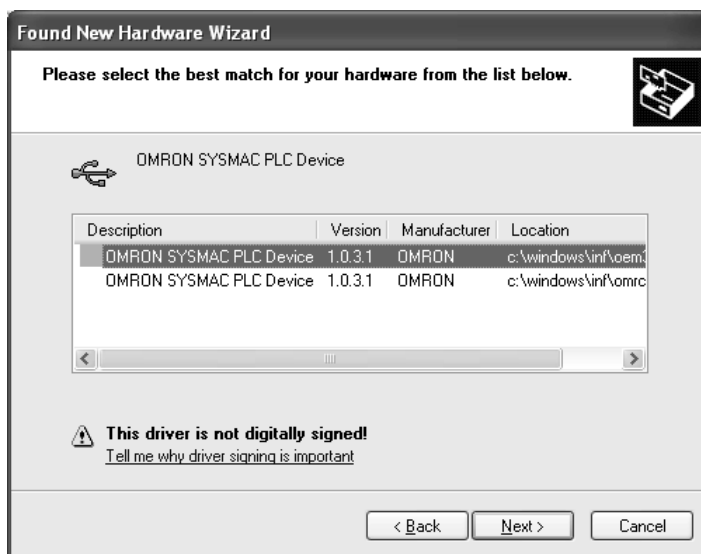 Found New Hardware Wizard
Please select the best match for your hardware from the list below.
OMRON SYSMAC PLC Device
Description Version Manufacturer Location
OMRON SYSMAC PLC Device 1.0.3.1 OMRON c:\windows\inf\oem3
OMRON SYSMAC PLC Device 1.0.3.1 OMRON c:\windows\inf\omrc
This driver is not digitally signed!
Tell me why driver signing is important
< Back Next > Cancel